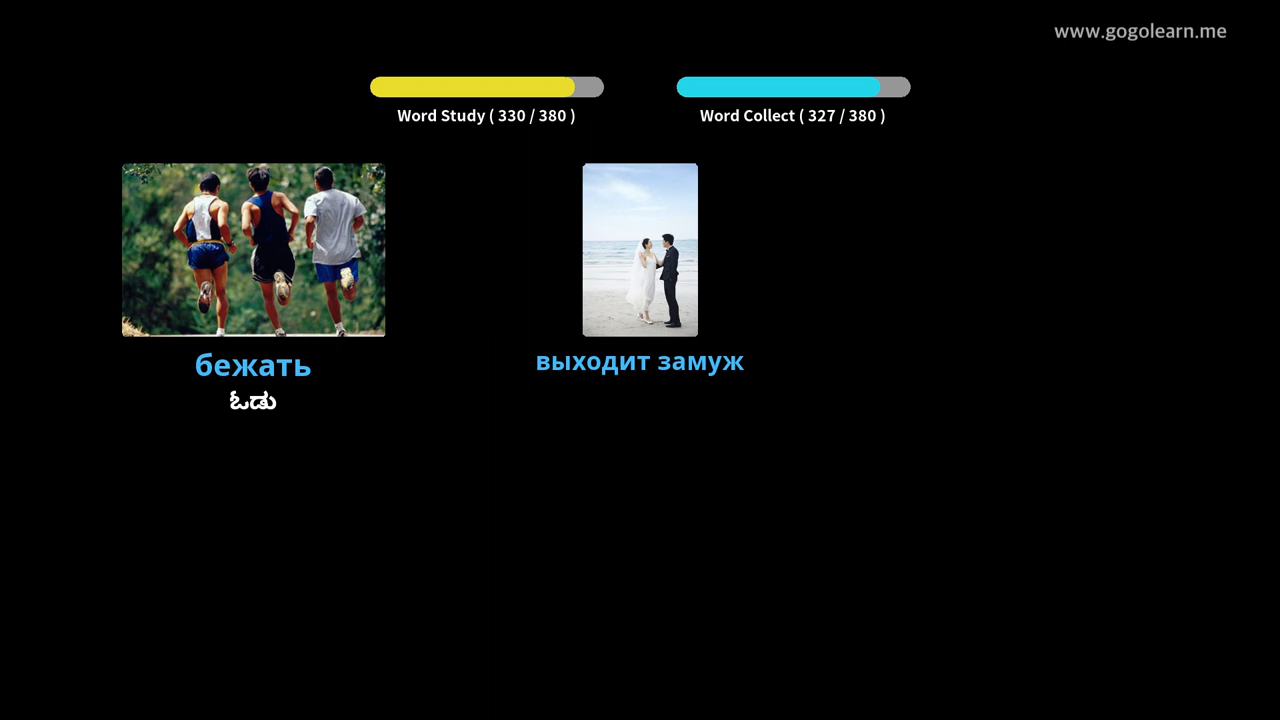 www.gogolearn.me
Word Study ( 330 / 380 )
Word Collect ( 327 / 380 )
бежать
ಓಡು
выходит замуж